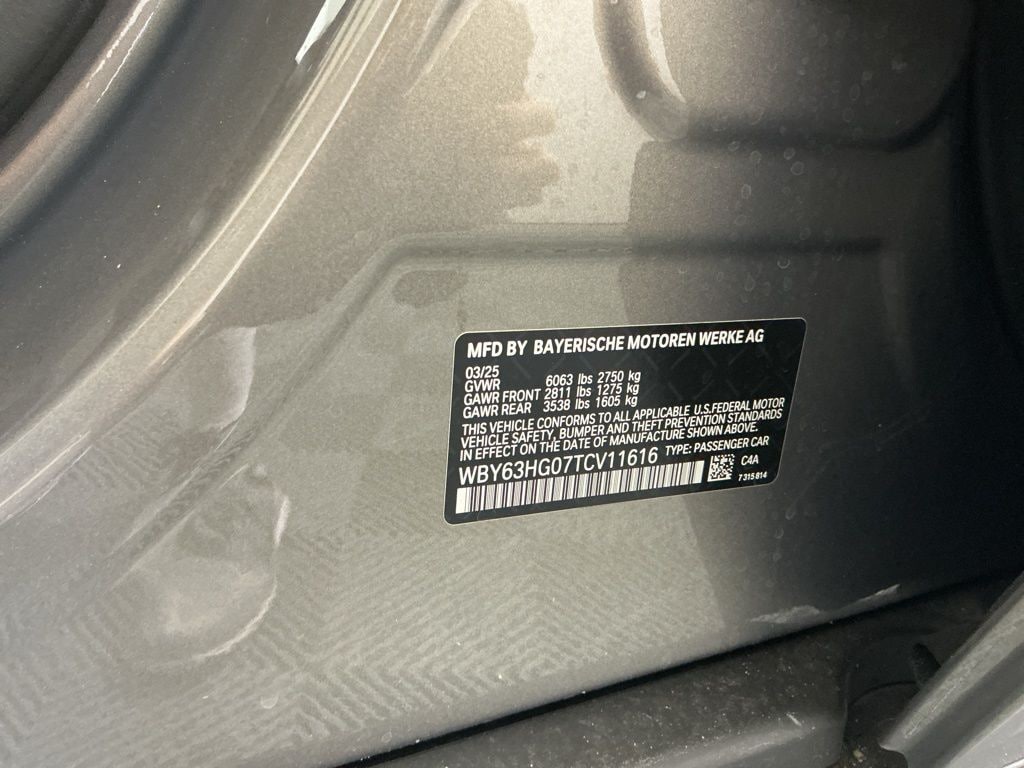 MFD BY BAYERISCHE MOTOREN WERKE AG
03/25
GVWR 6063 lbs 2750 kg
GAWR FRONT 2811 lbs 1275 kg
GAWR REAR 3538 lbs 1605 kg
THIS VEHICLE CONFORMS TO ALL APPLICABLE U.S.FEDERAL MOTOR
VEHICLE SAFETY, BUMPER AND THEFT PREVENTION STANDARDS
IN EFFECT ON THE DATE OF MANUFACTURE SHOWN ABOVE.
WBY63HG07TCV11616 TYPE: PASSENGER CAR
C4A
7 315 814